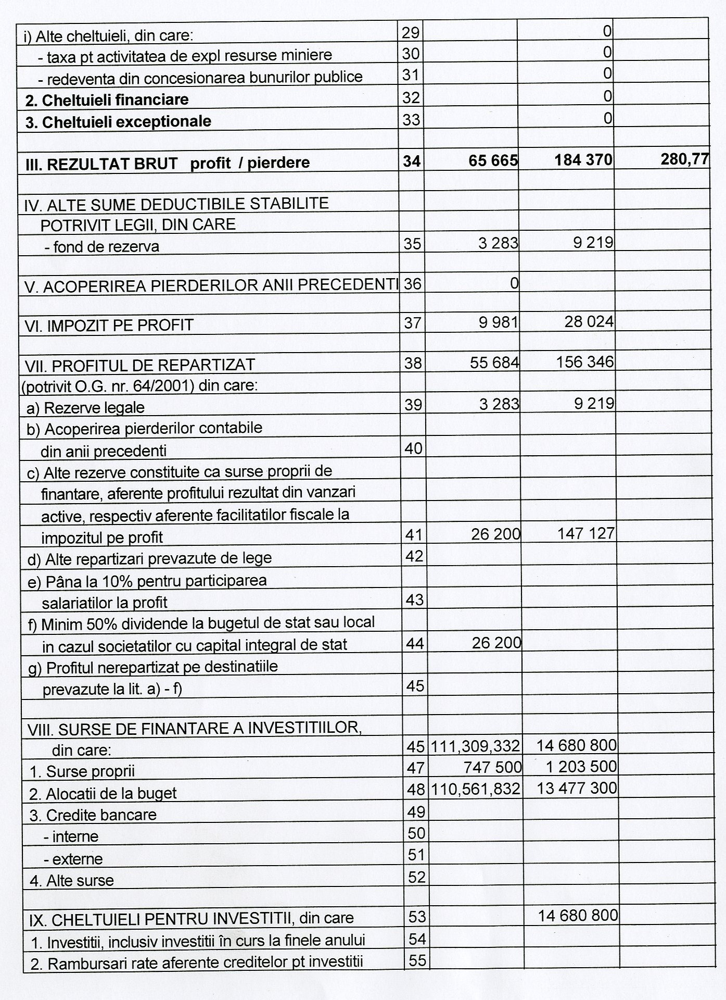 i) Alte cheltuieli, din care: 29 0
- taxa pt activitatea de expl resurse miniere 30 0
- redeventa din concesionarea bunurilor publice 31 0
2. Cheltuieli financiare 32 0
3. Cheltuieli exceptionale 33 0
III. REZULTAT BRUT profit / pierdere 34 65 665 184 370 280,77
IV. ALTE SUME DEDUCTIBILE STABILITE
POTRIVIT LEGII, DIN CARE
- fond de rezerva 35 3 283 9 219
V. ACOPERIREA PIERDERILOR ANII PRECEDENTI 36 0
VI. IMPOZIT PE PROFIT 37 9 981 28 024
VII. PROFITUL DE REPARTIZAT 38 55 684 156 346
(potrivit O.G. nr. 64/2001) din care:
a) Rezerve legale 39 3 283 9 219
b) Acoperirea pierderilor contabile
din anii precedenti 40
c) Alte rezerve constituite ca surse proprii de
finantare, aferente profitului rezultat din vanzari
active, respectiv aferente facilitatilor fiscale la
impozitul pe profit 41 26 200 147 127
d) Alte repartizari prevazute de lege 42
e) Pâna la 10% pentru participarea
salariatilor la profit 43
f) Minim 50% dividende la bugetul de stat sau local
in cazul societatilor cu capital integral de stat 44 26 200
g) Profitul nerepartizat pe destinatiile
prevazute la lit. a) - f) 45
VIII. SURSE DE FINANTARE A INVESTITIILOR,
din care: 45 111,309,332 14 680 800
1. Surse proprii 47 747 500 1 203 500
2. Alocatii de la buget 48 110,561,832 13 477 300
3. Credite bancare 49
- interne 50
- externe 51
4. Alte surse 52
IX. CHELTUIELI PENTRU INVESTITII, din care 53 14 680 800
1. Investitii, inclusiv investitii în curs la finele anului 54
2. Rambursari rate aferente creditelor pt investitii 55